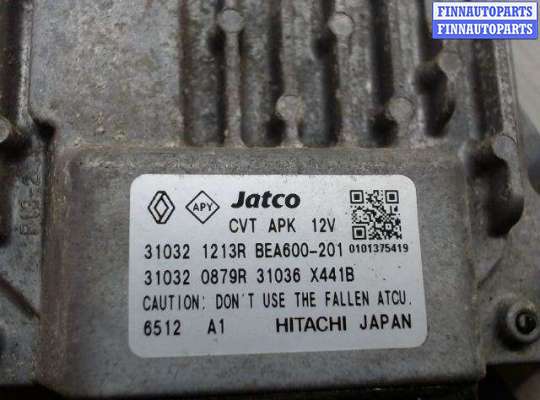 FINNAUTOPARTS
FINNAUTOPARTS
APY
Jatco
CVT APK 12V
31032 1213R BEA600-201
0101375419
31032 0879R 31036 X441B
CAUTION: DON'T USE THE FALLEN ATCU.
6512 A1 HITACHI JAPAN